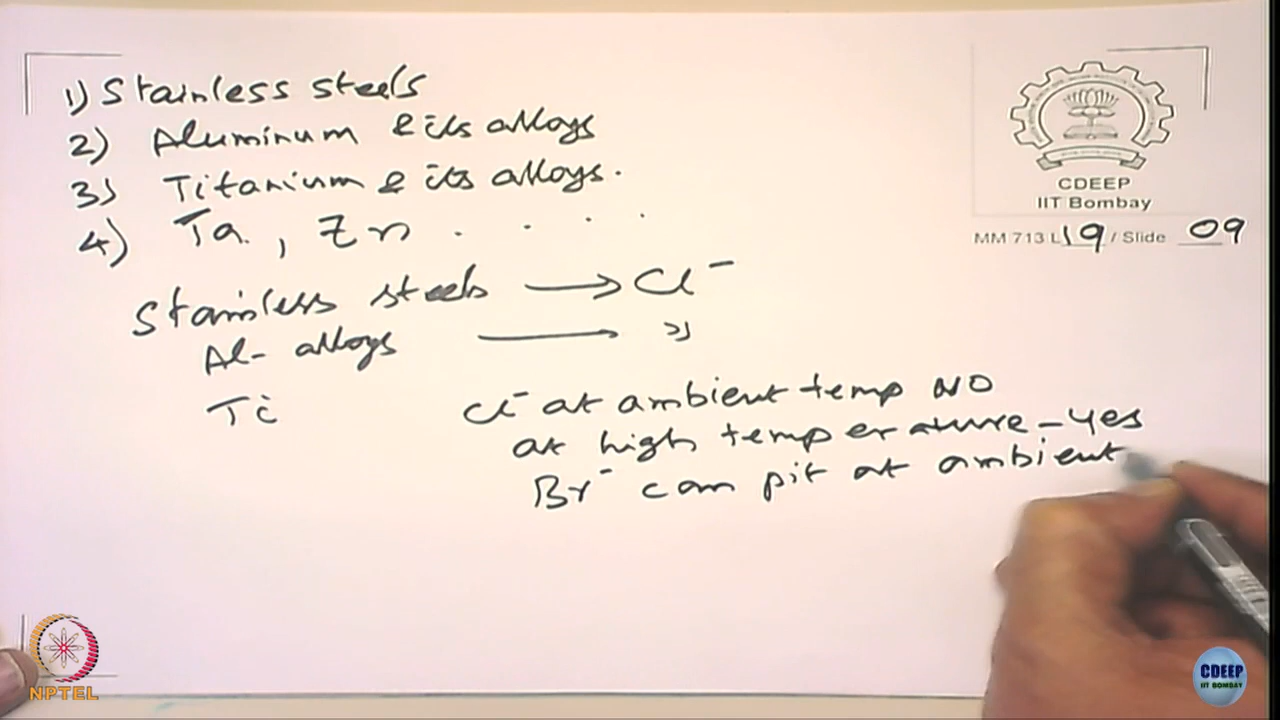 1) Stainless steels
2) Aluminum & its alloys
3) Titanium & its alloys.
4) Ta, Zn . . . .
Stainless steels → Cl⁻
Al- alloys → "
Ti Cl⁻ at ambient temp NO
at high temperature - Yes
Br⁻ can pit at ambient
CDEEP
IIT Bombay
MM 713 L 19 / Slide 09
NPTEL
CDEEP
IIT BOMBAY